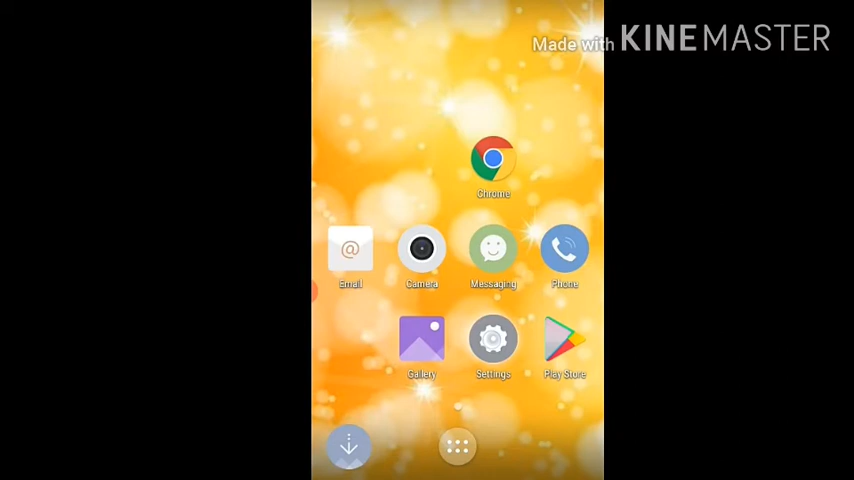 Made with KINEMASTER
Chrome
Email
Camera
Messaging
Phone
Gallery
Settings
Play Store